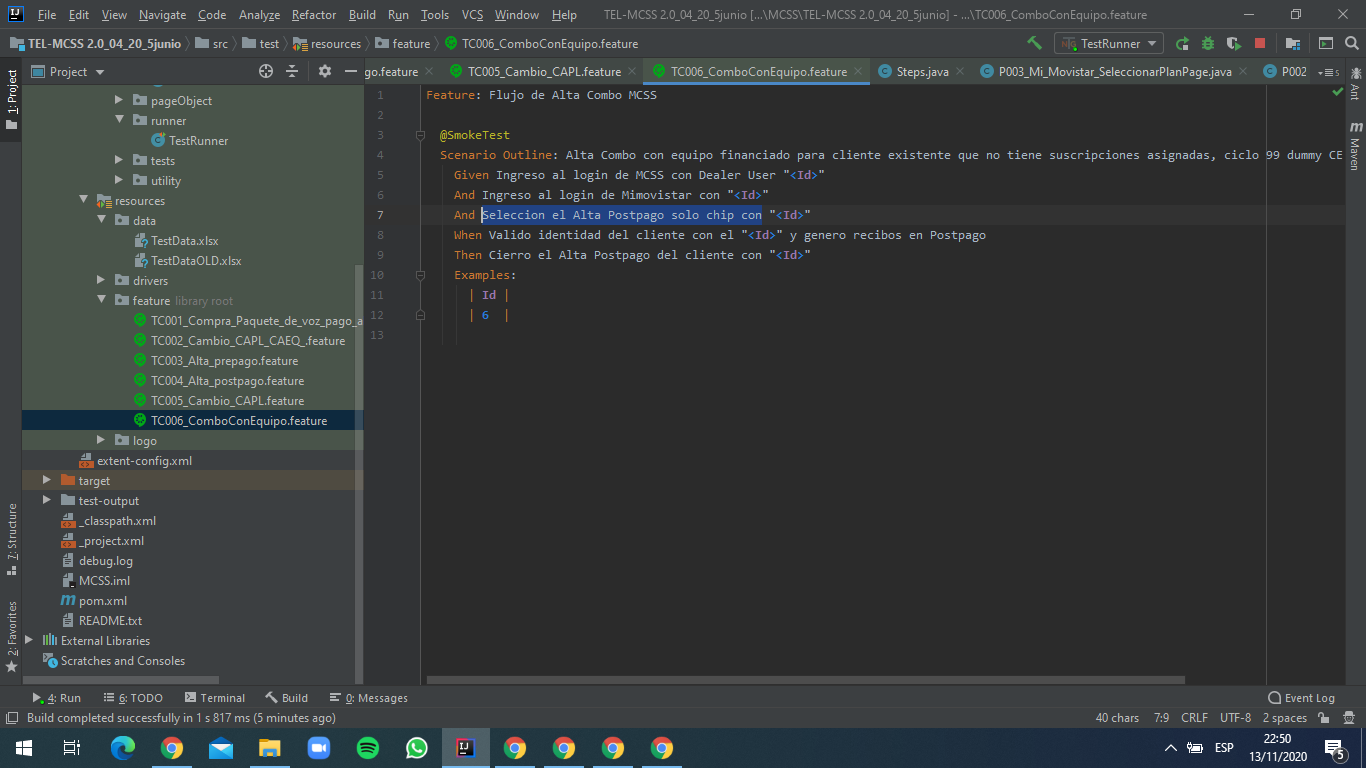 File Edit View Navigate Code Analyze Refactor Build Run Tools VCS Window Help TEL-MCSS 2.0_04_20_5junio [...\MCSS\TEL-MCSS 2.0_04_20_5junio] - ...\TC006_ComboConEquipo.feature
TEL-MCSS 2.0_04_20_5junio src test resources feature TC006_ComboConEquipo.feature TestRunner
Project go.feature TC005_Cambio_CAPL.feature TC006_ComboConEquipo.feature Steps.java P003_Mi_Movistar_SeleccionarPlanPage.java P002
1: Project
pageObject
runner
TestRunner
tests
utility
resources
data
TestData.xlsx
TestDataOLD.xlsx
drivers
feature library root
TC001_Compra_Paquete_de_voz_pago_a
TC002_Cambio_CAPL_CAEQ_.feature
TC003_Alta_prepago.feature
TC004_Alta_postpago.feature
TC005_Cambio_CAPL.feature
TC006_ComboConEquipo.feature
logo
extent-config.xml
target
test-output
_classpath.xml
_project.xml
debug.log
MCSS.iml
pom.xml
README.txt
External Libraries
Scratches and Consoles
7: Structure
2: Favorites
1 Feature: Flujo de Alta Combo MCSS
2
3 @SmokeTest
4 Scenario Outline: Alta Combo con equipo financiado para cliente existente que no tiene suscripciones asignadas, ciclo 99 dummy CE
5 Given Ingreso al login de MCSS con Dealer User "<Id>"
6 And Ingreso al login de Mimovistar con "<Id>"
7 And Seleccion el Alta Postpago solo chip con "<Id>"
8 When Valido identidad del cliente con el "<Id>" y genero recibos en Postpago
9 Then Cierro el Alta Postpago del cliente con "<Id>"
10 Examples:
11 | Id |
12 | 6 |
13
Ant
m Maven
4: Run 6: TODO Terminal Build 0: Messages Event Log
Build completed successfully in 1 s 817 ms (5 minutes ago) 40 chars 7:9 CRLF UTF-8 2 spaces
ESP 22:50
13/11/2020 5